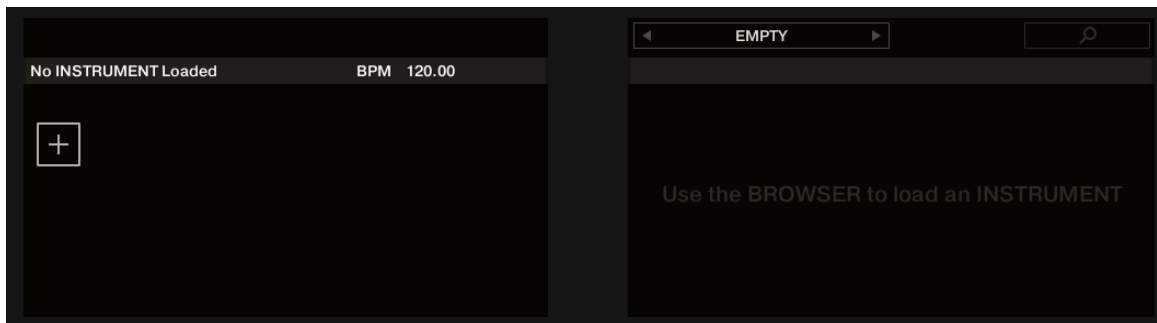 No INSTRUMENT Loaded BPM 120.00
EMPTY
Use the BROWSER to load an INSTRUMENT